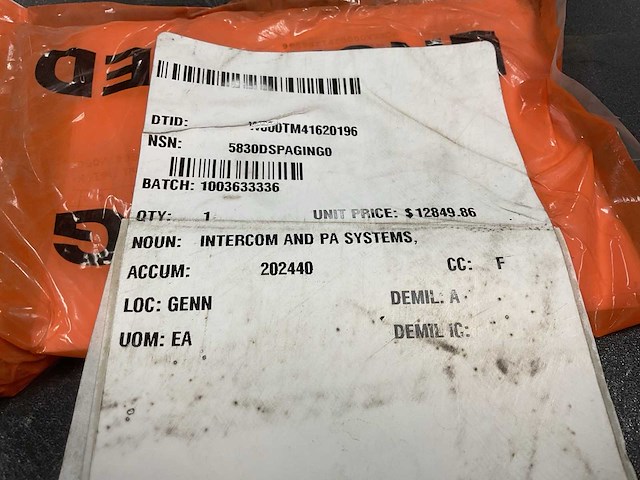 DTID: W800TM41620196
NSN: 5830DSPAGING0
BATCH: 1003633336
QTY: 1 UNIT PRICE: $12849.86
NOUN: INTERCOM AND PA SYSTEMS,
ACCUM: 202440 CC: F
LOC: GENN DEMIL: A
UOM: EA DEMIL IC: